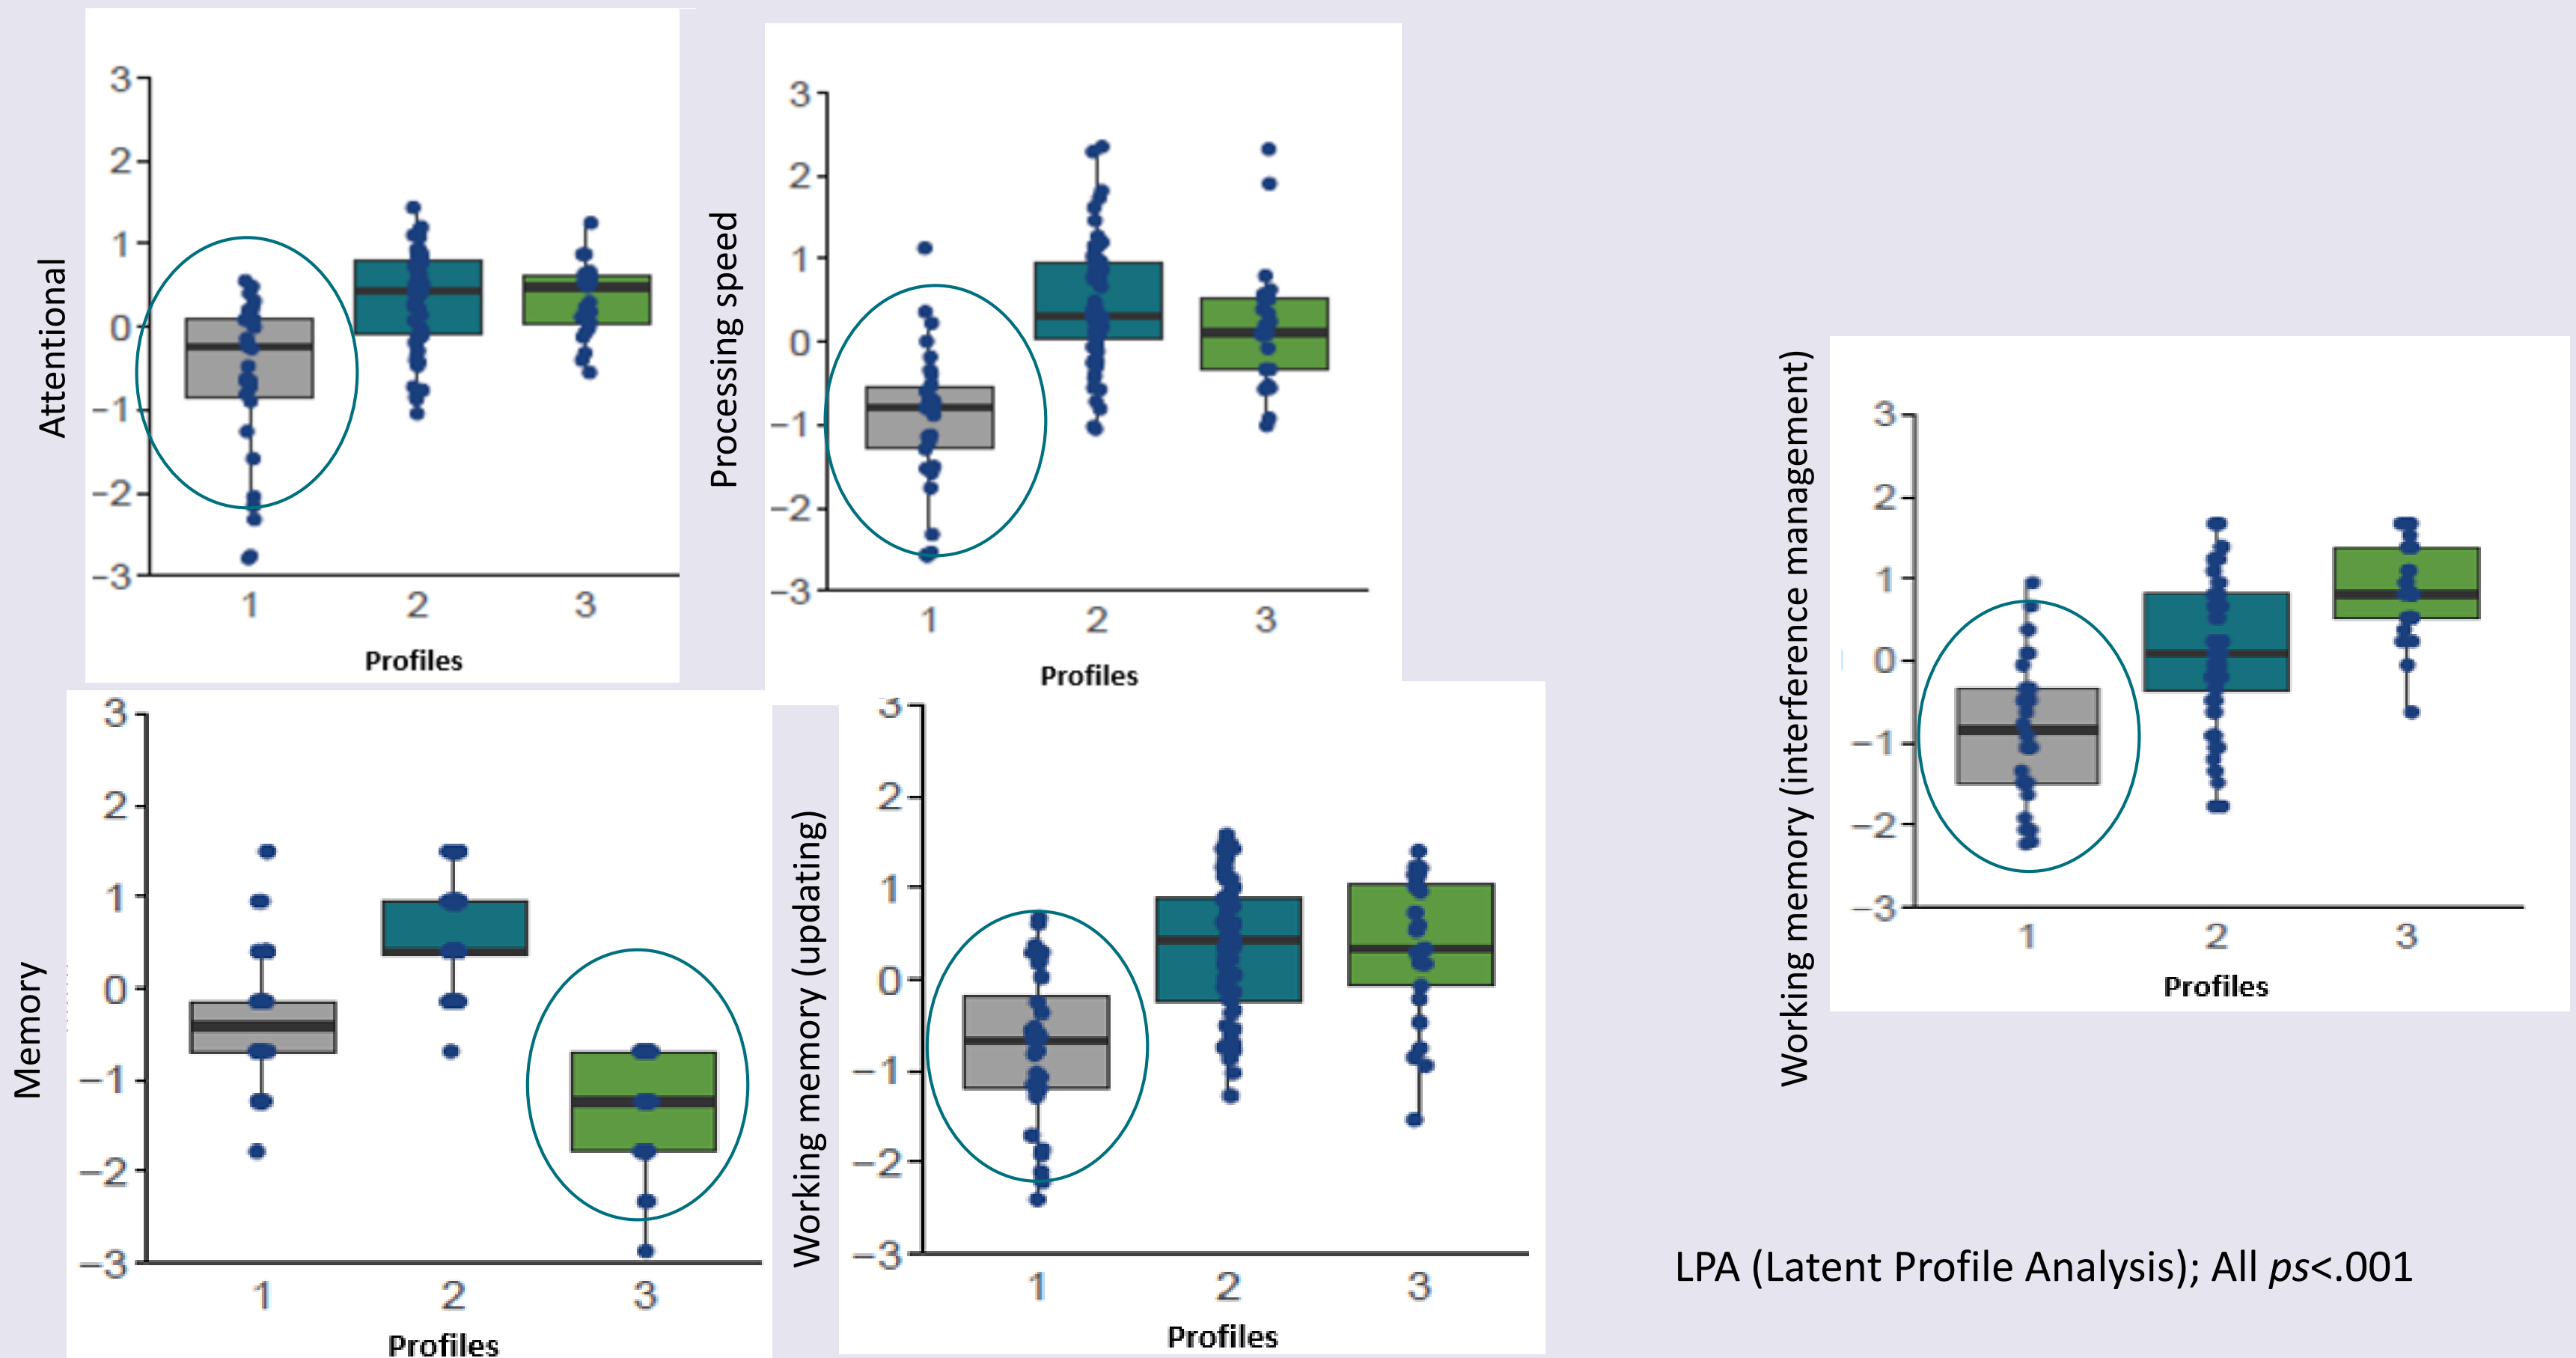 Attentional
3
2
1
0
−1
−2
−3
1 2 3
Profiles
Processing speed
3
2
1
0
−1
−2
−3
1 2 3
Profiles
Memory
3
2
1
0
−1
−2
−3
1 2 3
Profiles
Working memory (updating)
3
2
1
0
−1
−2
−3
1 2 3
Profiles
Working memory (interference management)
3
2
1
0
−1
−2
−3
1 2 3
Profiles
LPA (Latent Profile Analysis); All ps<.001